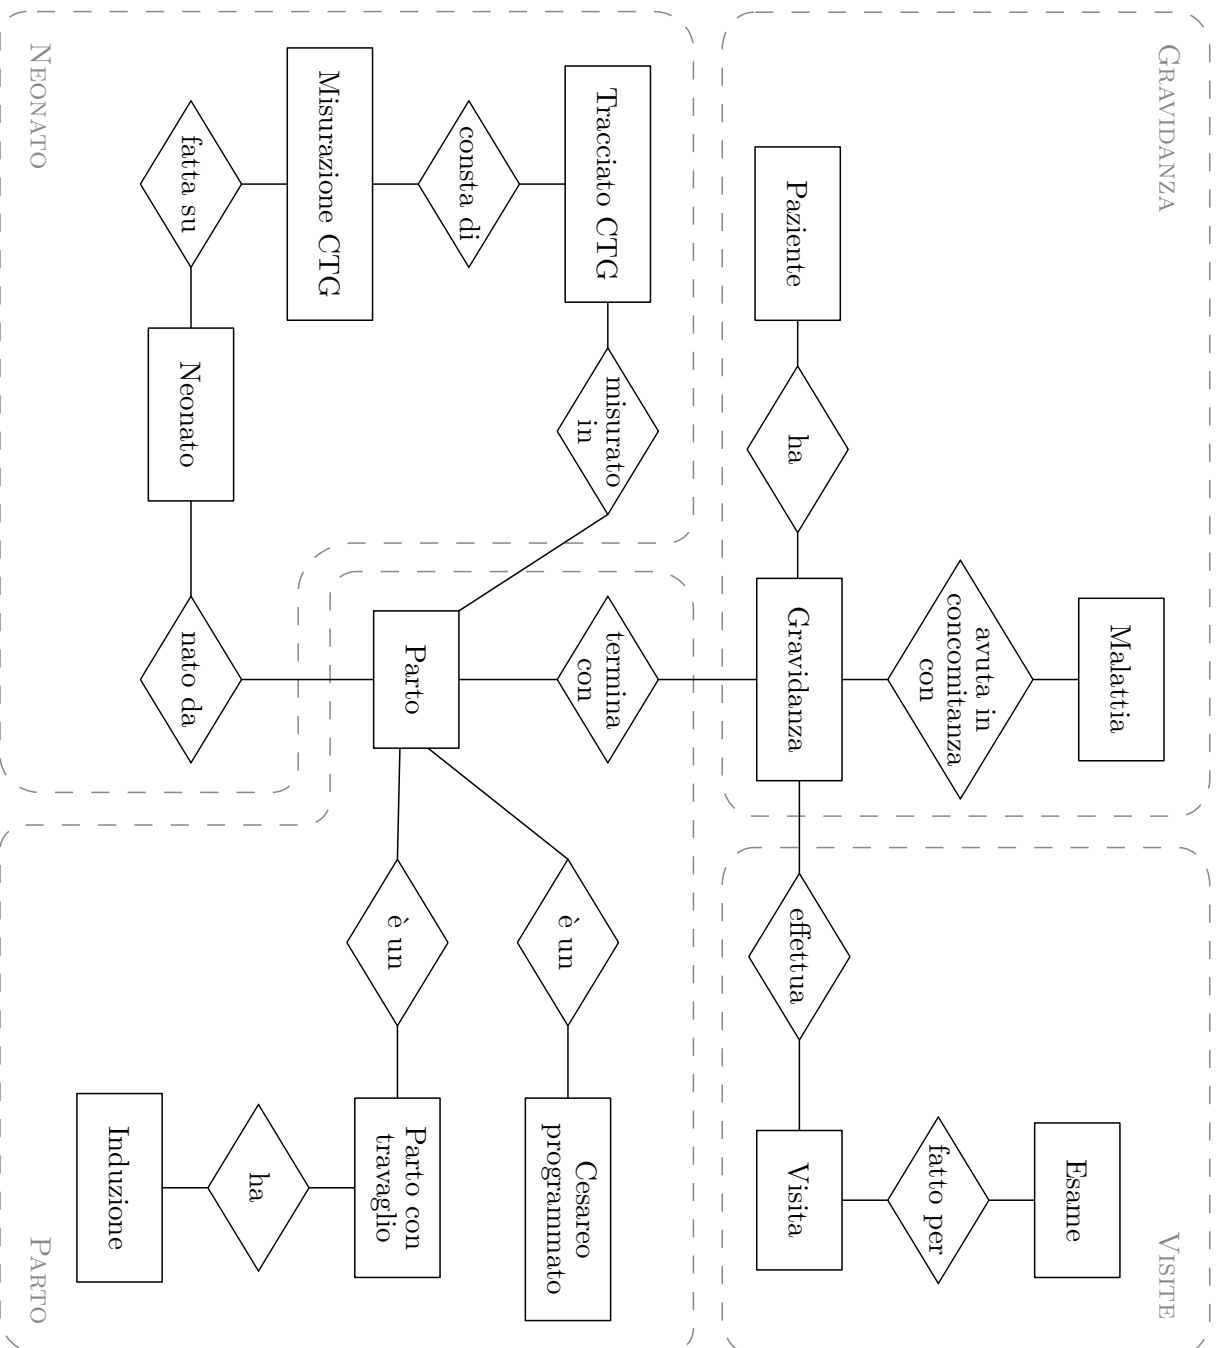 GRAVIDANZA
VISITE
Malattia
Esame
avuta in
concomitanza
con
fatto per
Paziente
ha
Gravidanza
effettua
Visita
Tracciato CTG
misurato
in
termina
con
è un
Cesareo
programmato
consta di
Misurazione CTG
Parto
è un
Parto con
travaglio
ha
fatta su
Neonato
nato da
Induzione
NEONATO
PARTO